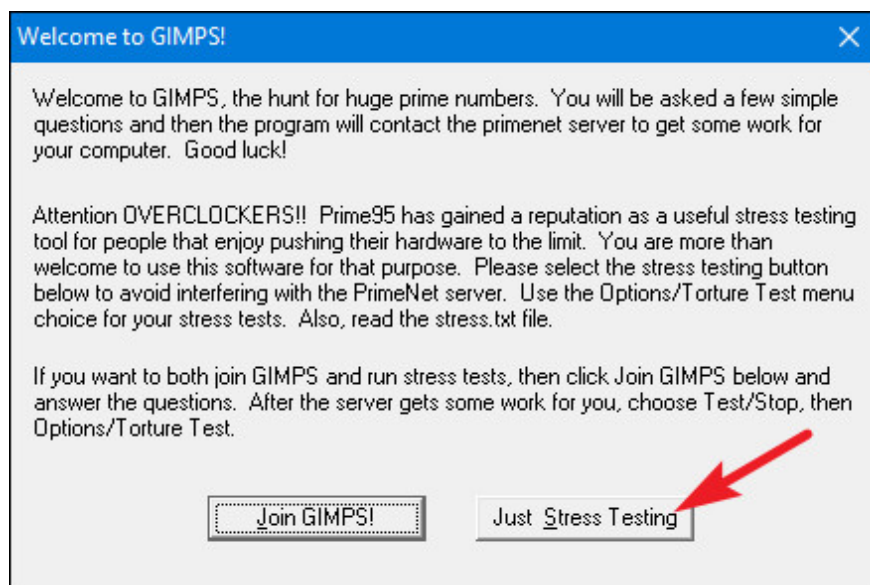 Welcome to GIMPS!
Welcome to GIMPS, the hunt for huge prime numbers.  You will be asked a few simple
questions and then the program will contact the primenet server to get some work for
your computer.  Good luck!
Attention OVERCLOCKERS!!  Prime95 has gained a reputation as a useful stress testing
tool for people that enjoy pushing their hardware to the limit.  You are more than
welcome to use this software for that purpose.  Please select the stress testing button
below to avoid interfering with the PrimeNet server.  Use the Options/Torture Test menu
choice for your stress tests.  Also, read the stress.txt file.
If you want to both join GIMPS and run stress tests, then click Join GIMPS below and
answer the questions.  After the server gets some work for you, choose Test/Stop, then
Options/Torture Test.
Join GIMPS!
Just Stress Testing